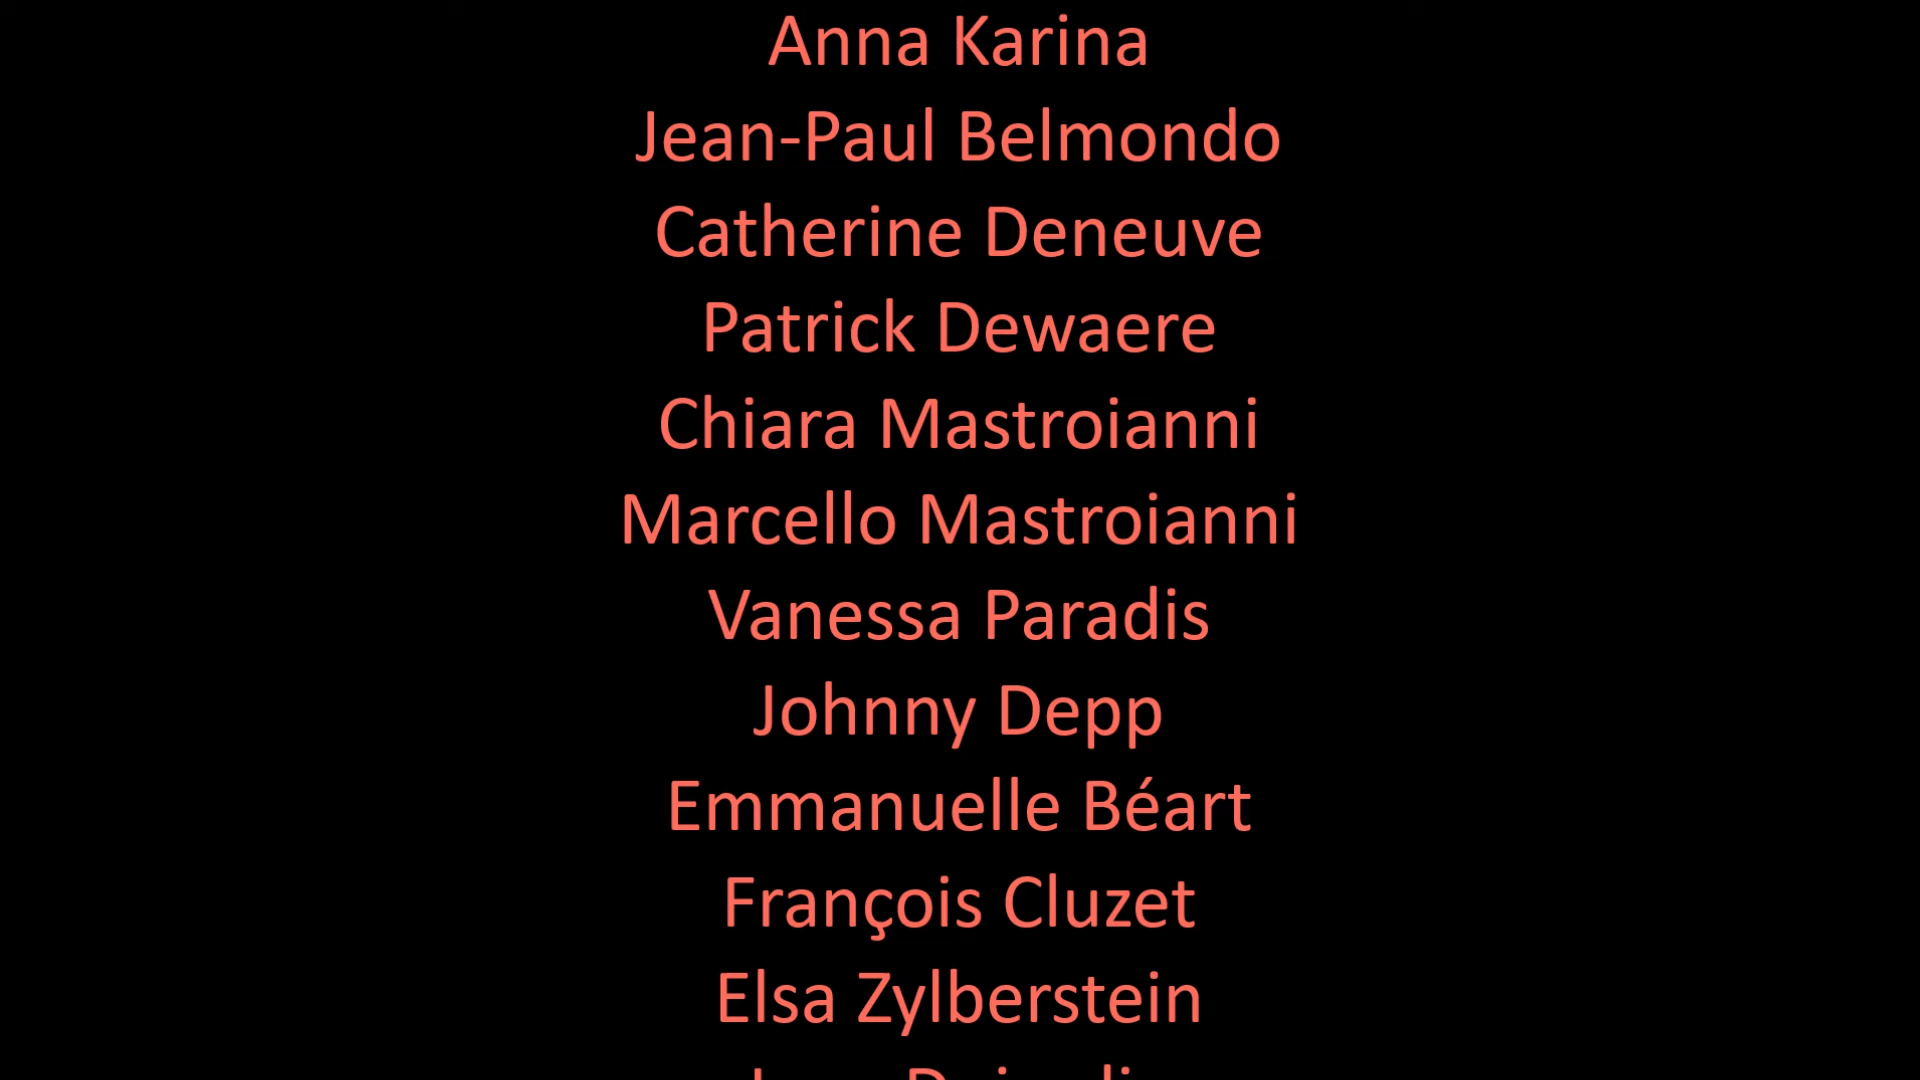 Anna Karina
Jean-Paul Belmondo
Catherine Deneuve
Patrick Dewaere
Chiara Mastroianni
Marcello Mastroianni
Vanessa Paradis
Johnny Depp
Emmanuelle Béart
François Cluzet
Elsa Zylberstein